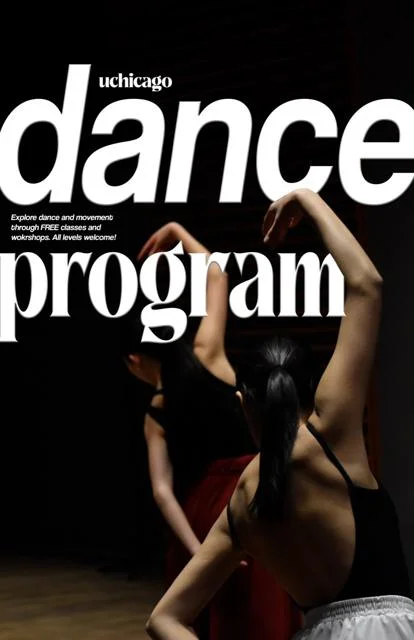 uchicago
dance
Explore dance and movement
through FREE classes and
wokrshops. All levels welcome!
program